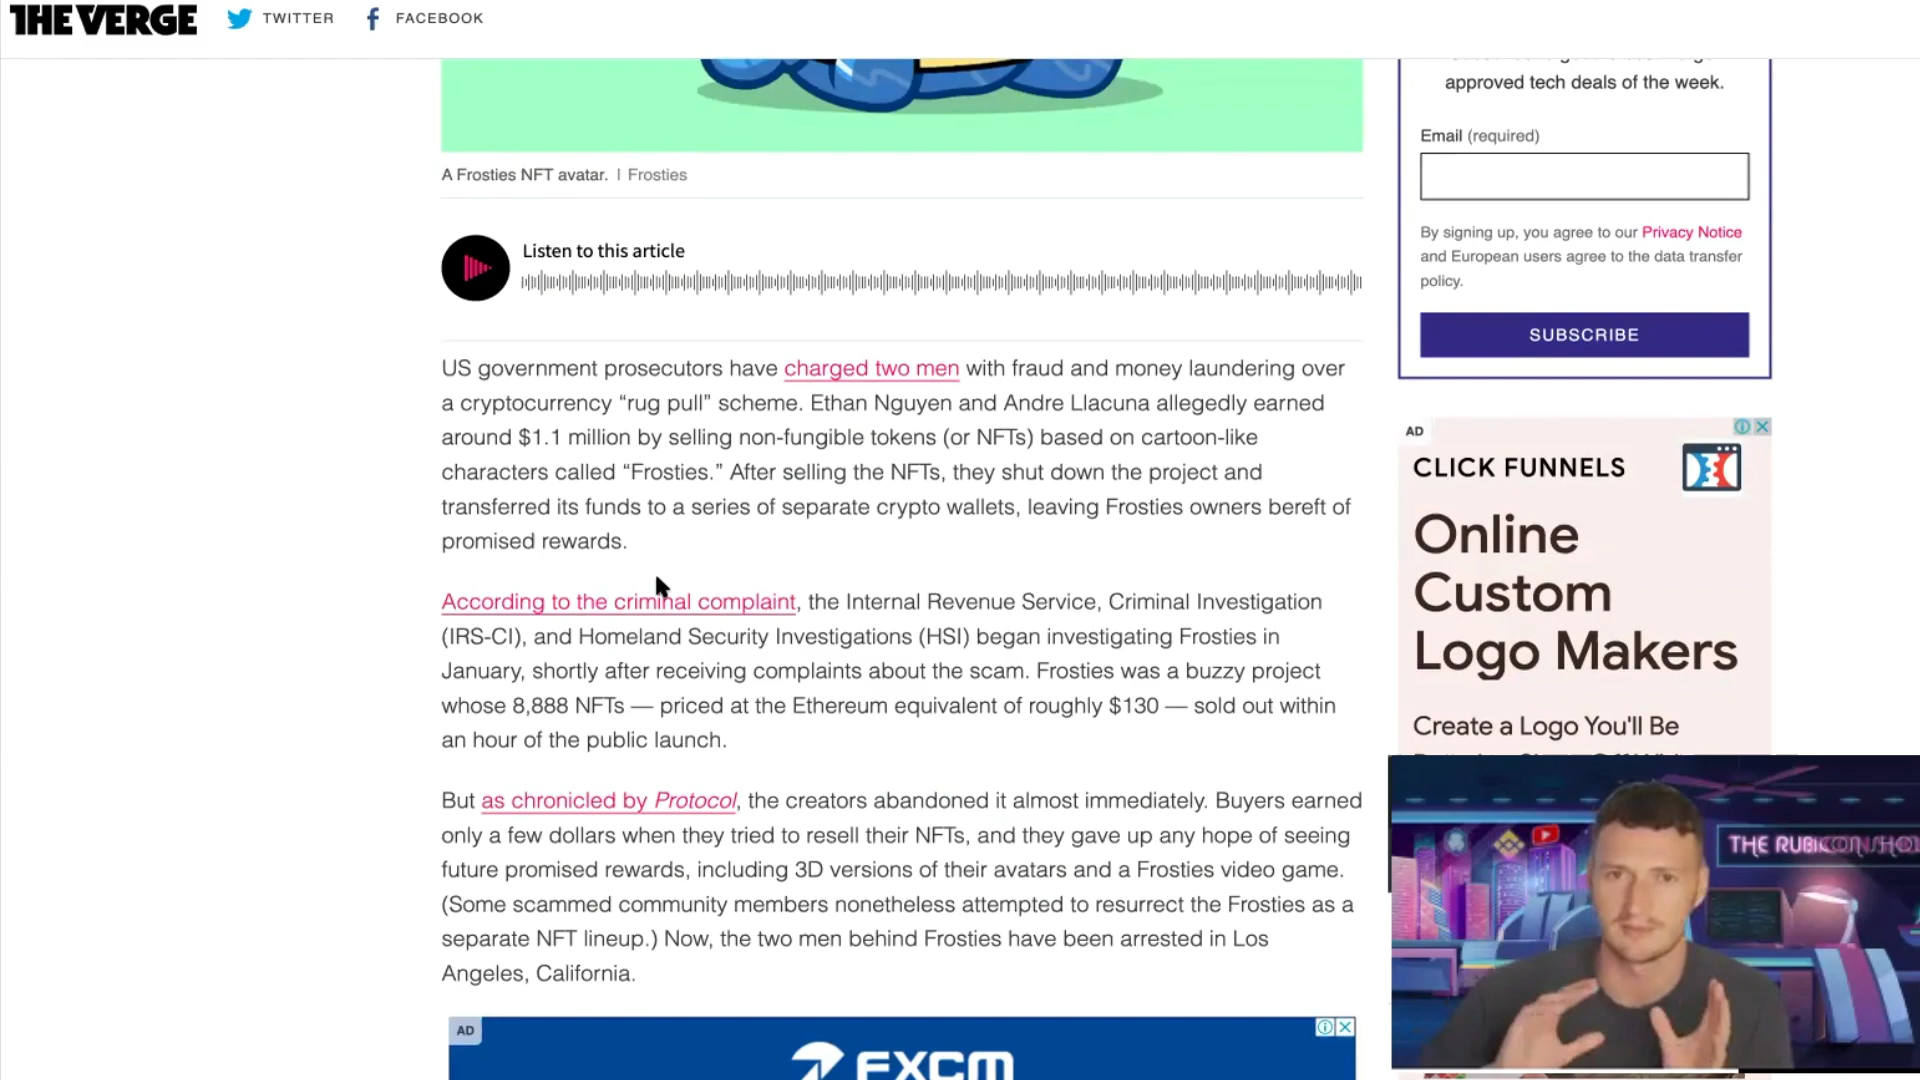 THE VERGE
TWITTER
FACEBOOK
A Frosties NFT avatar. | Frosties
Listen to this article
US government prosecutors have charged two men with fraud and money laundering over
a cryptocurrency “rug pull” scheme. Ethan Nguyen and Andre Llacuna allegedly earned
around $1.1 million by selling non-fungible tokens (or NFTs) based on cartoon-like
characters called “Frosties.” After selling the NFTs, they shut down the project and
transferred its funds to a series of separate crypto wallets, leaving Frosties owners bereft of
promised rewards.
According to the criminal complaint, the Internal Revenue Service, Criminal Investigation
(IRS-CI), and Homeland Security Investigations (HSI) began investigating Frosties in
January, shortly after receiving complaints about the scam. Frosties was a buzzy project
whose 8,888 NFTs — priced at the Ethereum equivalent of roughly $130 — sold out within
an hour of the public launch.
But as chronicled by Protocol, the creators abandoned it almost immediately. Buyers earned
only a few dollars when they tried to resell their NFTs, and they gave up any hope of seeing
future promised rewards, including 3D versions of their avatars and a Frosties video game.
(Some scammed community members nonetheless attempted to resurrect the Frosties as a
separate NFT lineup.) Now, the two men behind Frosties have been arrested in Los
Angeles, California.
AD
FXCM
approved tech deals of the week.
Email (required)
By signing up, you agree to our Privacy Notice
and European users agree to the data transfer
policy.
SUBSCRIBE
AD
CLICK FUNNELS
Online
Custom
Logo Makers
Create a Logo You'll Be
THE RUBICON SHOW